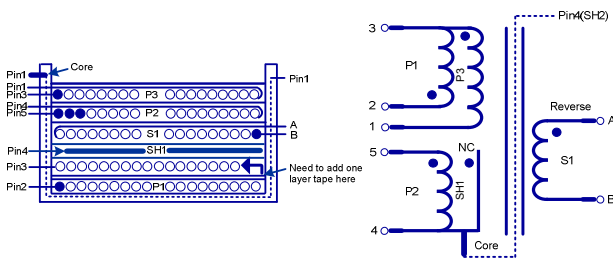 Pin1
Core
Pin1
Pin3
P3
Pin1
Pin4
Pin5
P2
A
S1
B
Pin4
SH1
Pin3
Need to add one
layer tape here
Pin2
P1
Pin4(SH2)
3
P1
P3
2
1
Reverse
A
5
NC
S1
P2
SH1
B
4
Core